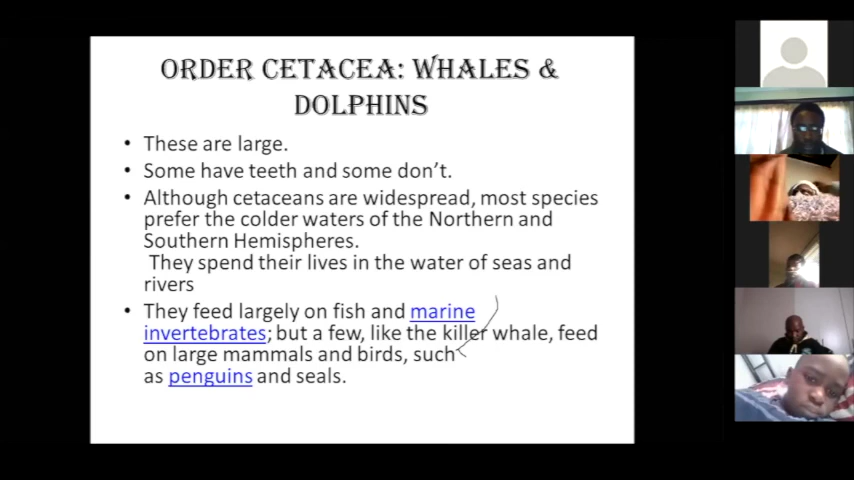 ORDER CETACEA: WHALES &
DOLPHINS
• These are large.
• Some have teeth and some don't.
• Although cetaceans are widespread, most species
prefer the colder waters of the Northern and
Southern Hemispheres.
They spend their lives in the water of seas and
rivers
• They feed largely on fish and marine
invertebrates; but a few, like the killer whale, feed
on large mammals and birds, such
as penguins and seals.